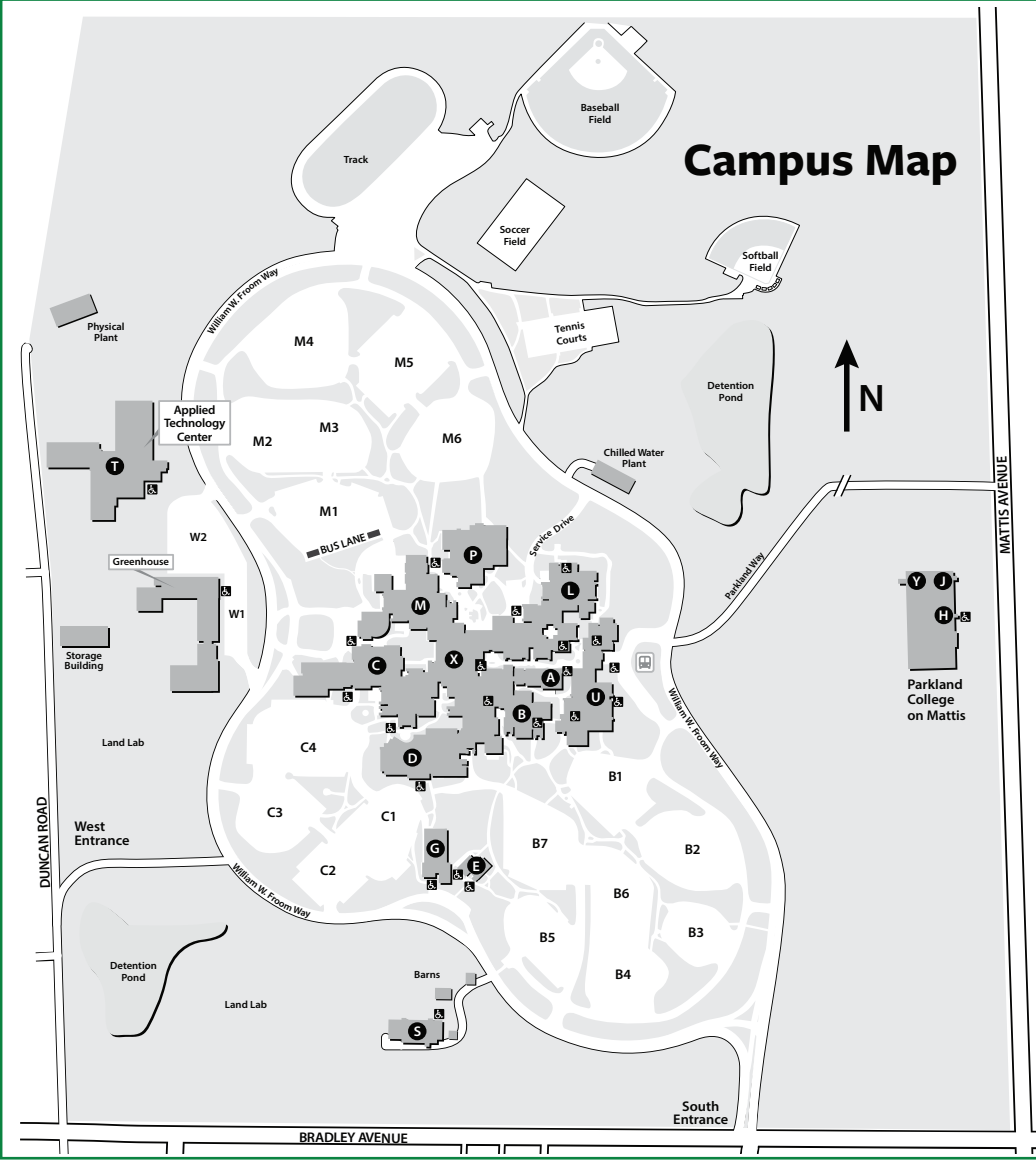 Campus Map
Baseball
Field
Track
Soccer
Field
Softball
Field
William W. Froom Way
Physical
Plant
Tennis
Courts
M4
M5
Detention
Pond
N
Applied
Technology
Center
M2
M3
M6
T
Chilled Water
Plant
MATTIS AVENUE
M1
BUS LANE
Service Drive
W2
P
Greenhouse
Parkland Way
L
Y
J
M
H
W1
Storage
Building
C
X
A
U
B
Parkland
College
on Mattis
William W. Froom Way
Land Lab
C4
D
B1
C3
C1
DUNCAN ROAD
West
Entrance
B7
B2
G
E
C2
William W. Froom Way
B6
B5
B3
Detention
Pond
Barns
B4
Land Lab
S
South
Entrance
BRADLEY AVENUE